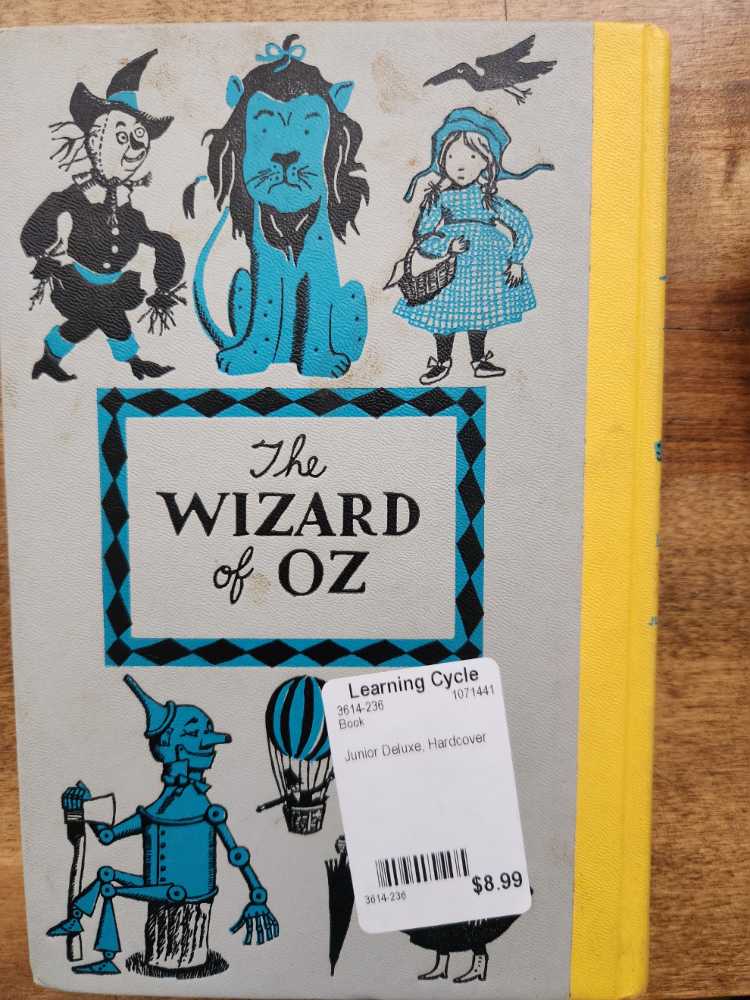 The
WIZARD
of OZ
Learning Cycle
3614-236 1071441
Book
Junior Deluxe, Hardcover
$8.99
3614-236